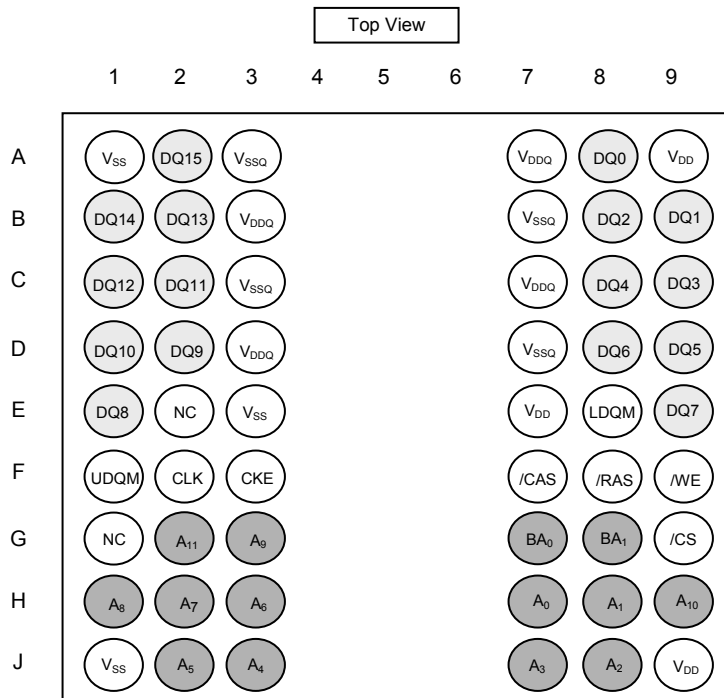 Top View
1 2 3 4 5 6 7 8 9
A VSS DQ15 VSSQ VDDQ DQ0 VDD
B DQ14 DQ13 VDDQ VSSQ DQ2 DQ1
C DQ12 DQ11 VSSQ VDDQ DQ4 DQ3
D DQ10 DQ9 VDDQ VSSQ DQ6 DQ5
E DQ8 NC VSS VDD LDQM DQ7
F UDQM CLK CKE /CAS /RAS /WE
G NC A11 A9 BA0 BA1 /CS
H A8 A7 A6 A0 A1 A10
J VSS A5 A4 A3 A2 VDD